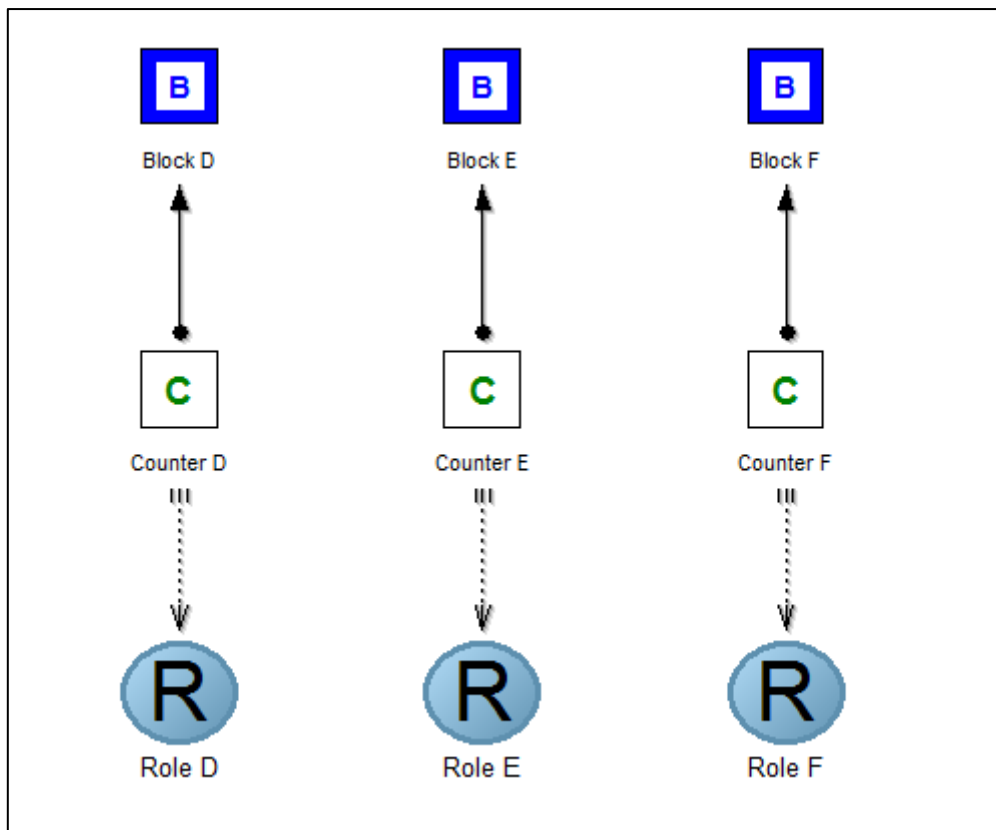 B B B
Block D Block E Block F
C C C
Counter D Counter E Counter F
R R R
Role D Role E Role F